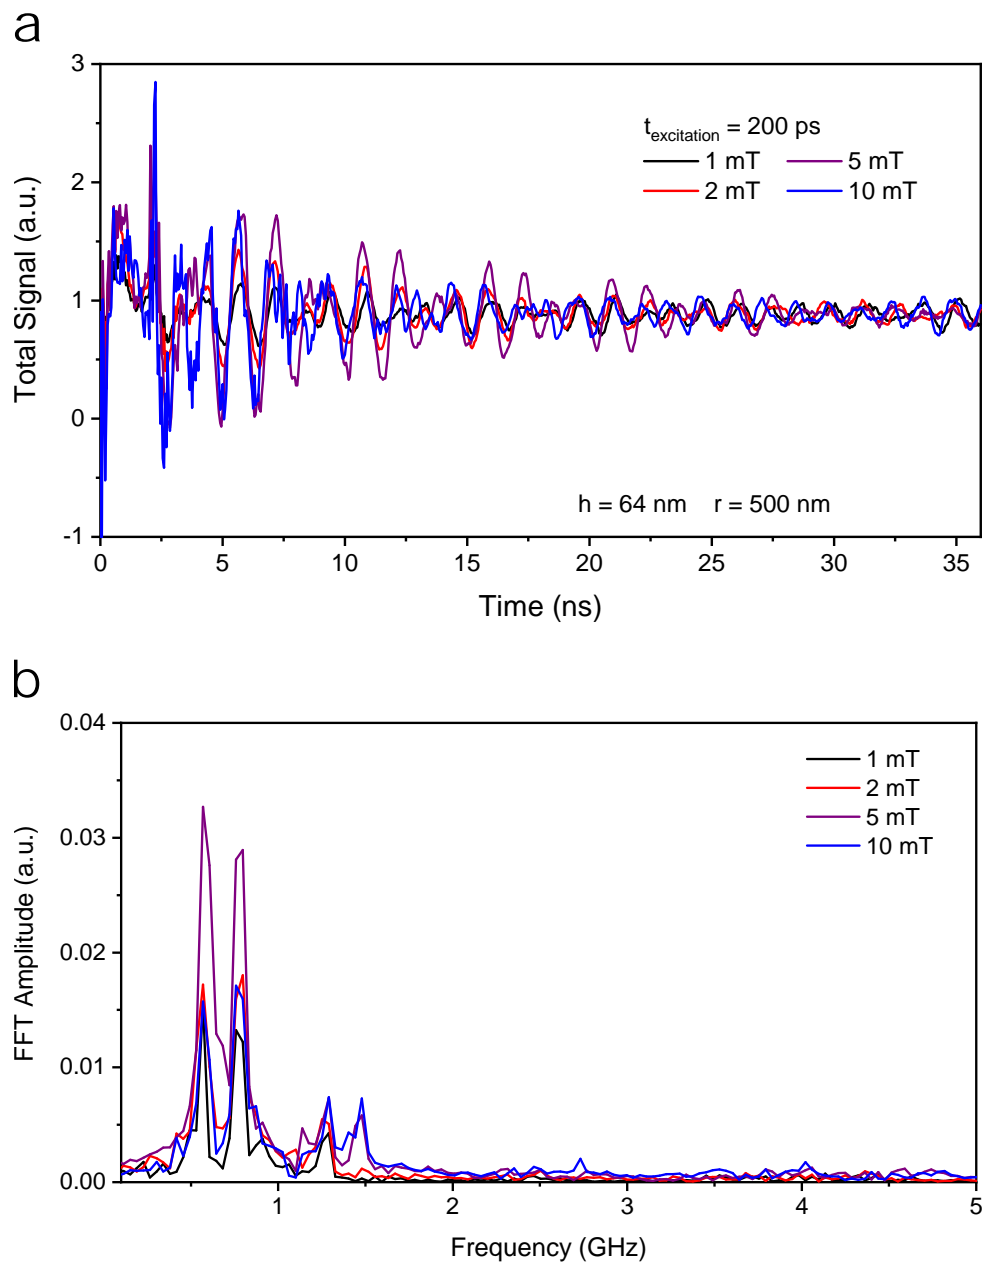 a
Total Signal (a.u.)
3
2
1
0
-1
t_excitation = 200 ps
1 mT 5 mT
2 mT 10 mT
h = 64 nm r = 500 nm
0 5 10 15 20 25 30 35
Time (ns)
b
FFT Amplitude (a.u.)
0.04
0.03
0.02
0.01
0.00
1 mT
2 mT
5 mT
10 mT
1 2 3 4 5
Frequency (GHz)